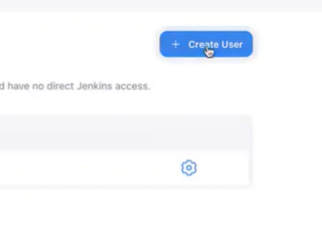 + Create User
d have no direct Jenkins access.